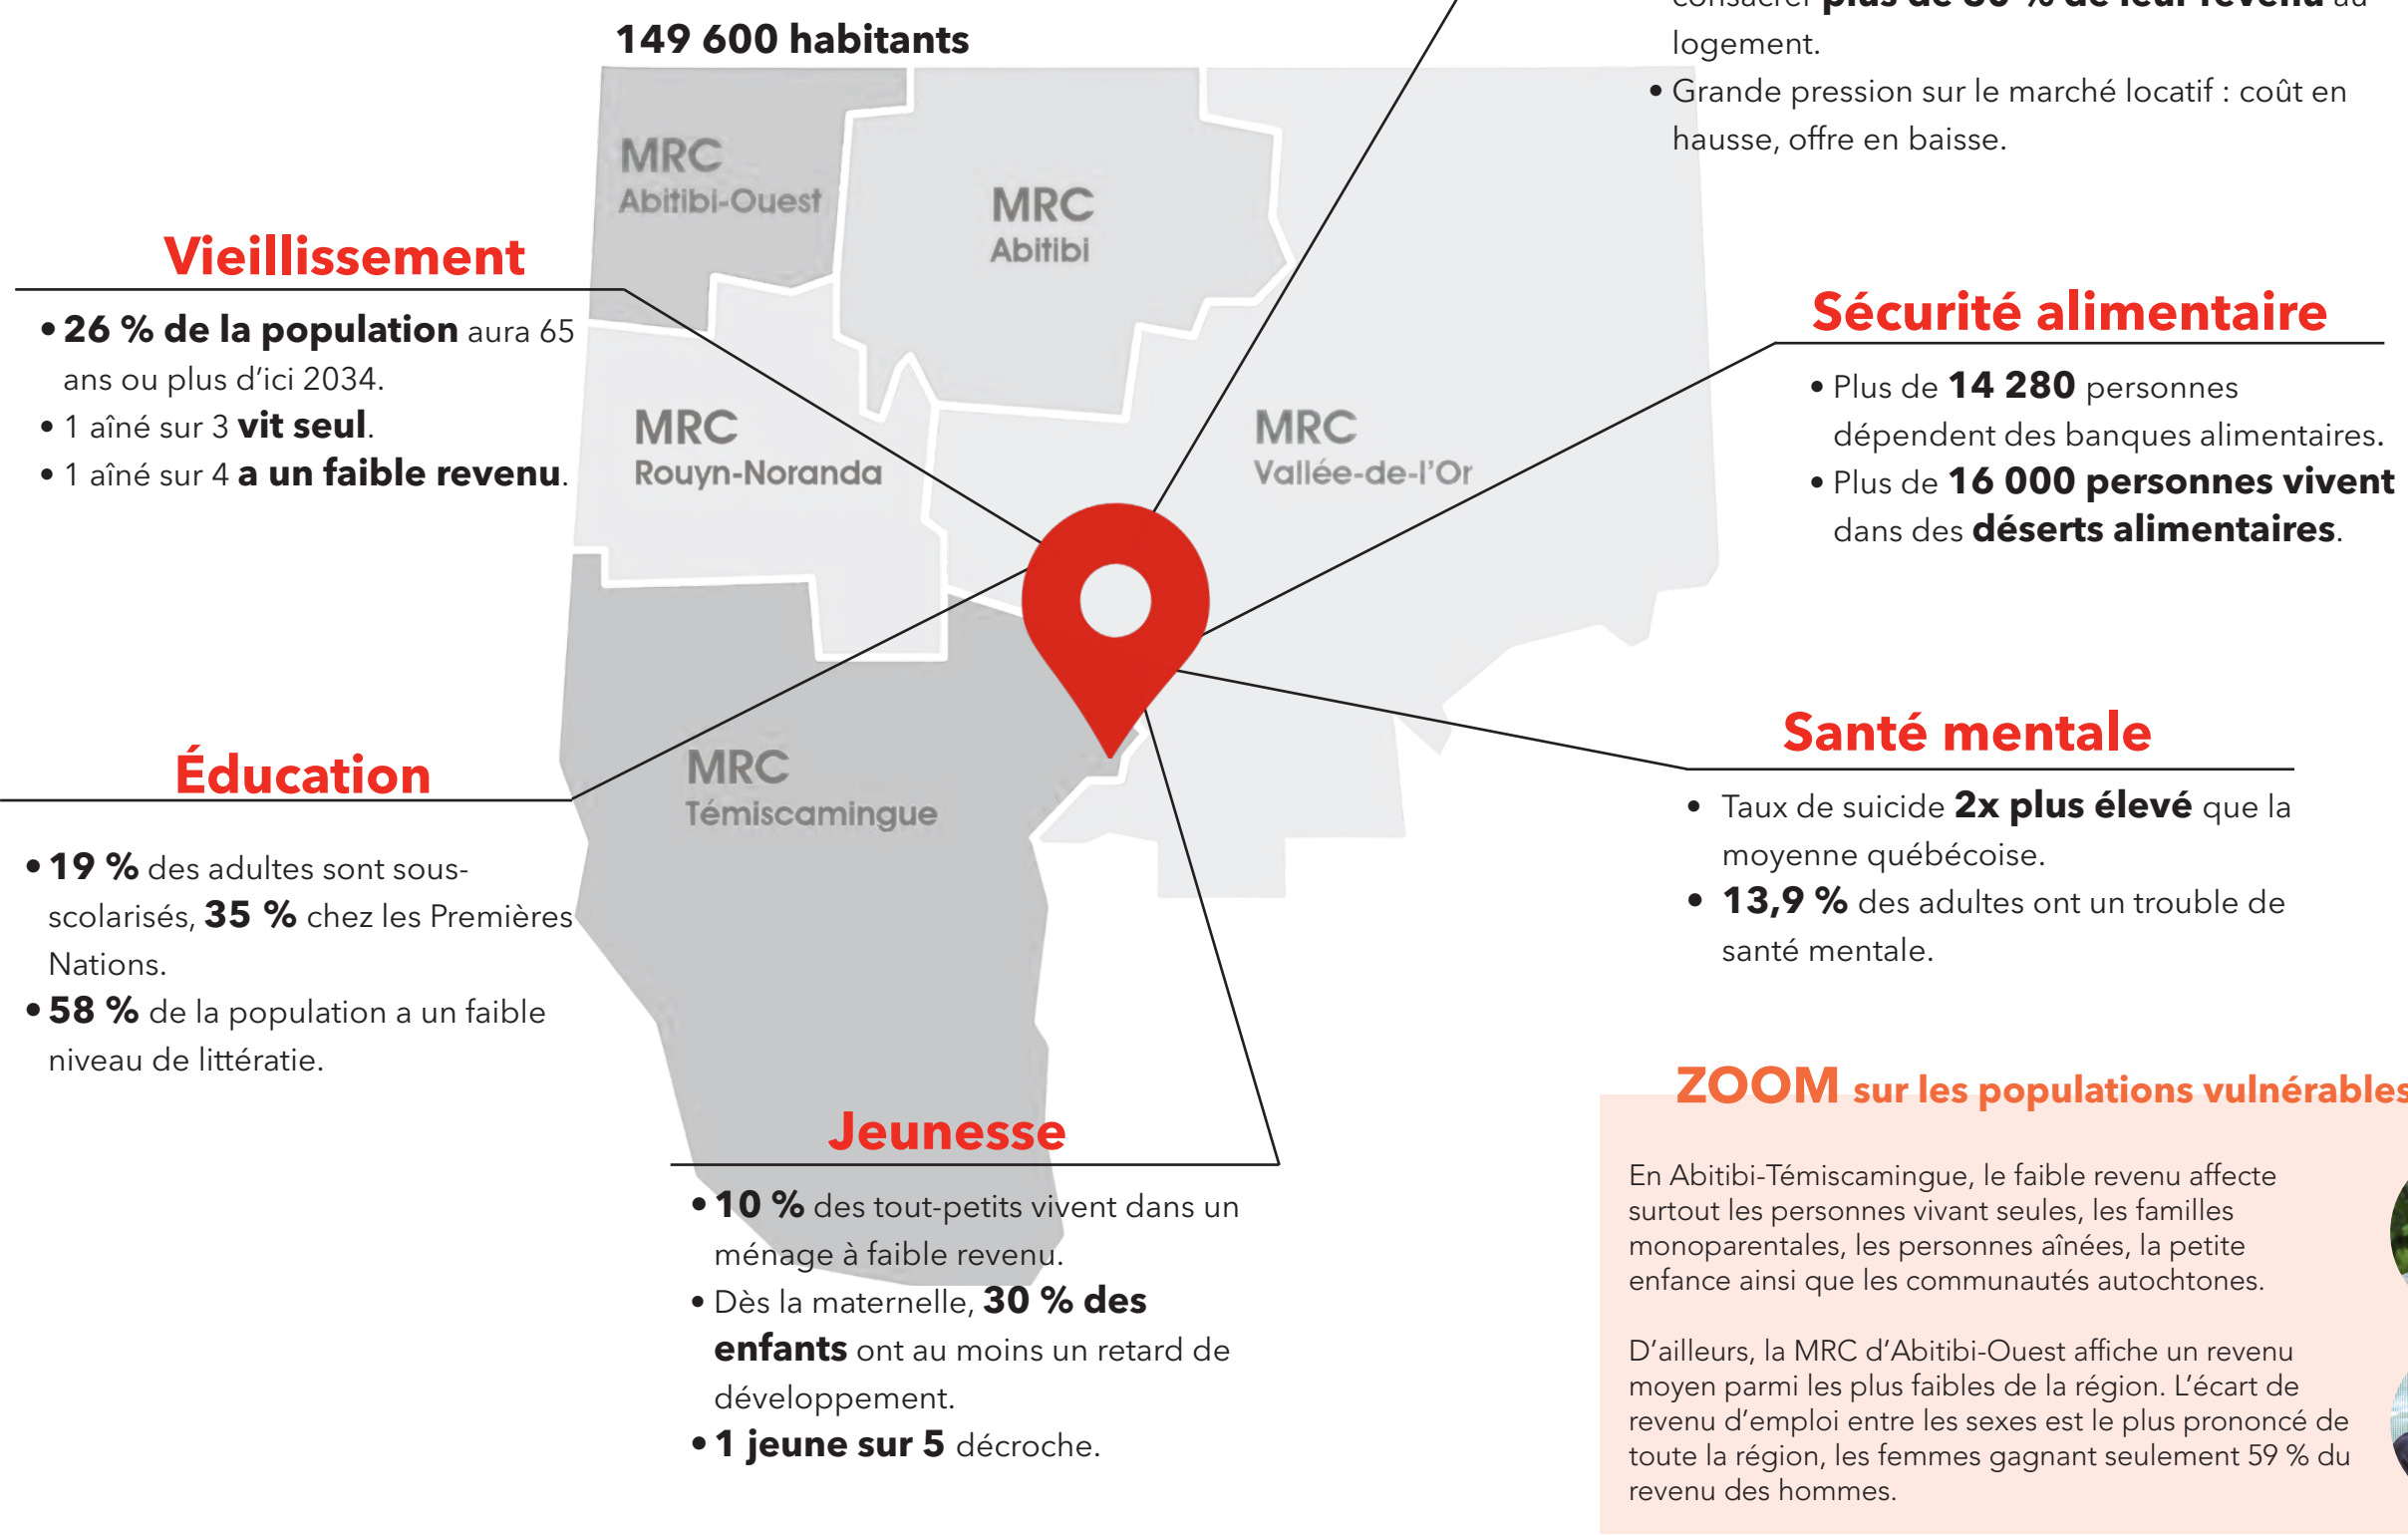 149 600 habitants
logement.
• Grande pression sur le marché locatif : coût en
hausse, offre en baisse.
MRC
Abitibi-Ouest
MRC
Abitibi
Vieillissement
• 26 % de la population aura 65
ans ou plus d'ici 2034.
• 1 aîné sur 3 vit seul.
• 1 aîné sur 4 a un faible revenu.
MRC
Rouyn-Noranda
MRC
Vallée-de-l'Or
Sécurité alimentaire
• Plus de 14 280 personnes
dépendent des banques alimentaires.
• Plus de 16 000 personnes vivent
dans des déserts alimentaires.
Éducation
• 19 % des adultes sont sous-
scolarisés, 35 % chez les Premières
Nations.
• 58 % de la population a un faible
niveau de littératie.
MRC
Témiscamingue
Santé mentale
• Taux de suicide 2x plus élevé que la
moyenne québécoise.
• 13,9 % des adultes ont un trouble de
santé mentale.
Jeunesse
• 10 % des tout-petits vivent dans un
ménage à faible revenu.
• Dès la maternelle, 30 % des
enfants ont au moins un retard de
développement.
• 1 jeune sur 5 décroche.
ZOOM sur les populations vulnérables
En Abitibi-Témiscamingue, le faible revenu affecte
surtout les personnes vivant seules, les familles
monoparentales, les personnes aînées, la petite
enfance ainsi que les communautés autochtones.
D'ailleurs, la MRC d'Abitibi-Ouest affiche un revenu
moyen parmi les plus faibles de la région. L'écart de
revenu d'emploi entre les sexes est le plus prononcé de
toute la région, les femmes gagnant seulement 59 % du
revenu des hommes.